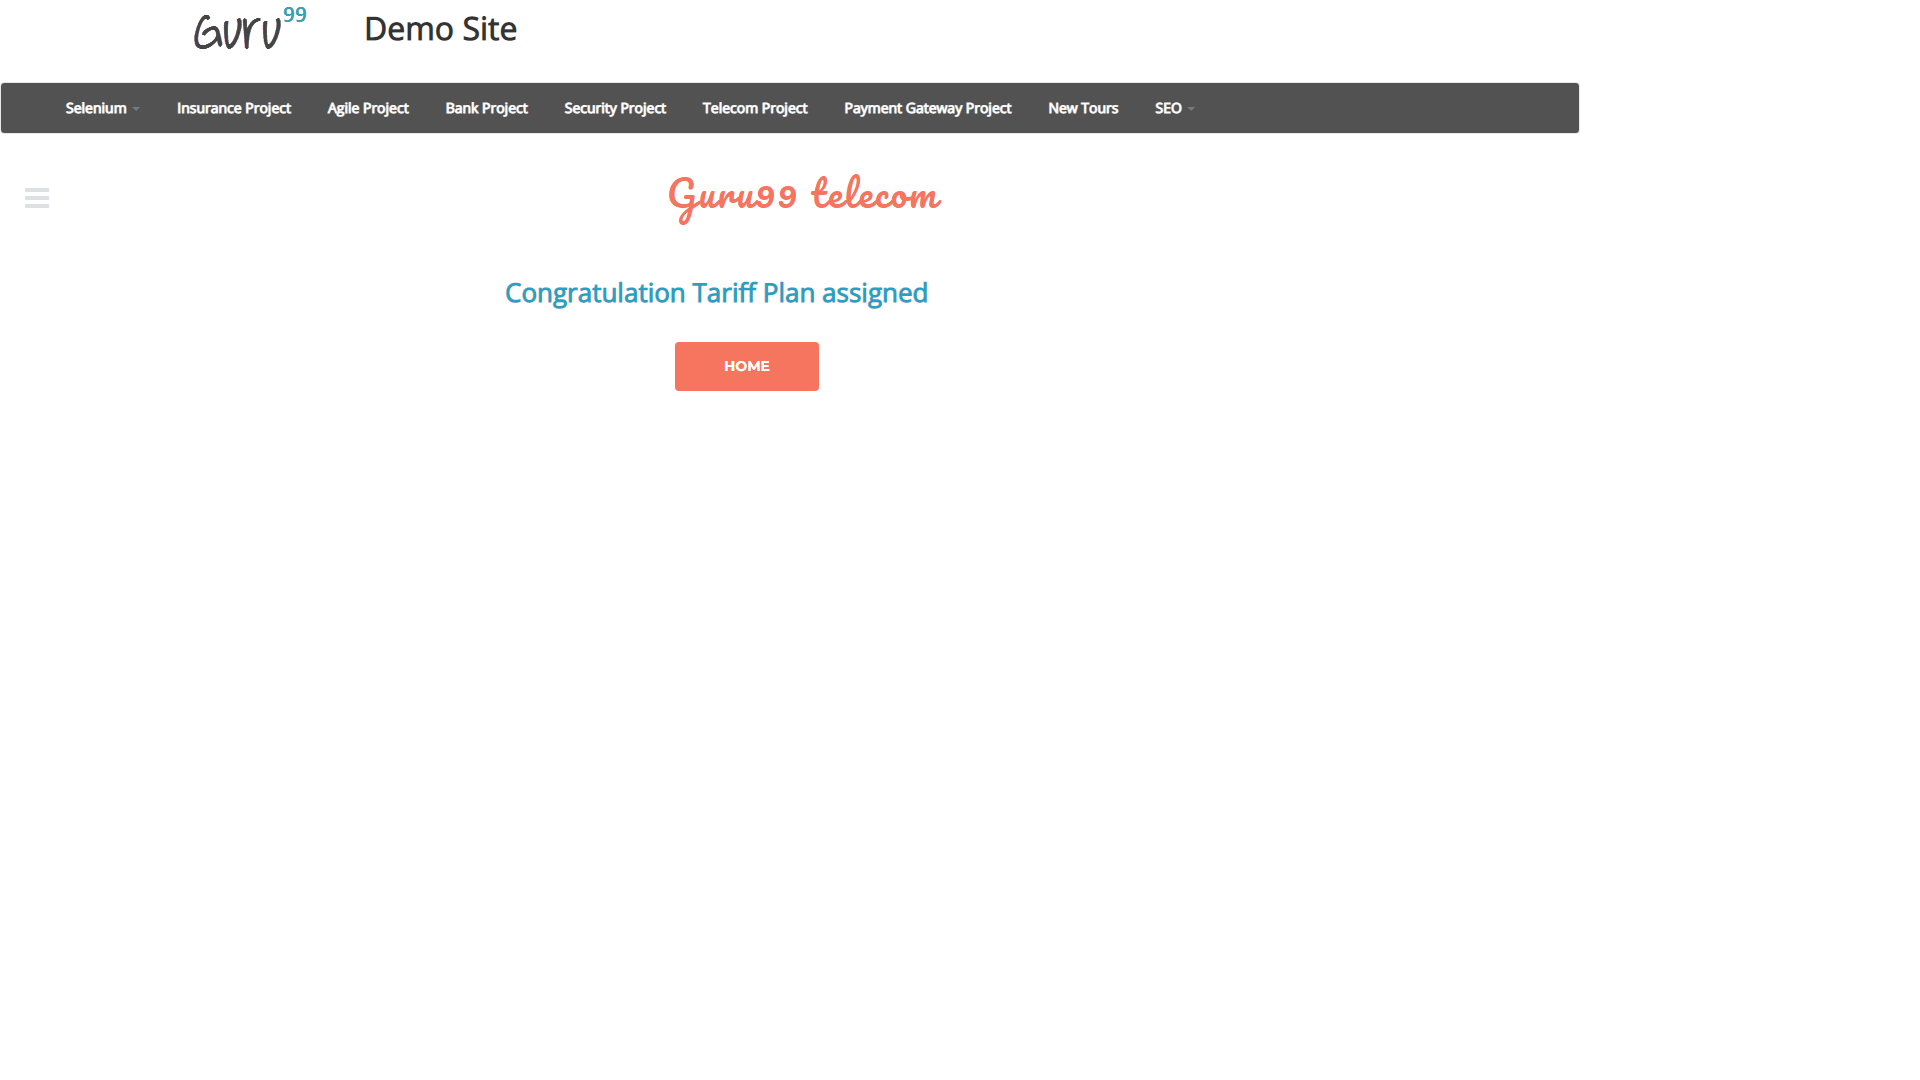 Guru99 Demo Site
Selenium Insurance Project Agile Project Bank Project Security Project Telecom Project Payment Gateway Project New Tours SEO
Guru99 telecom
Congratulation Tariff Plan assigned
HOME